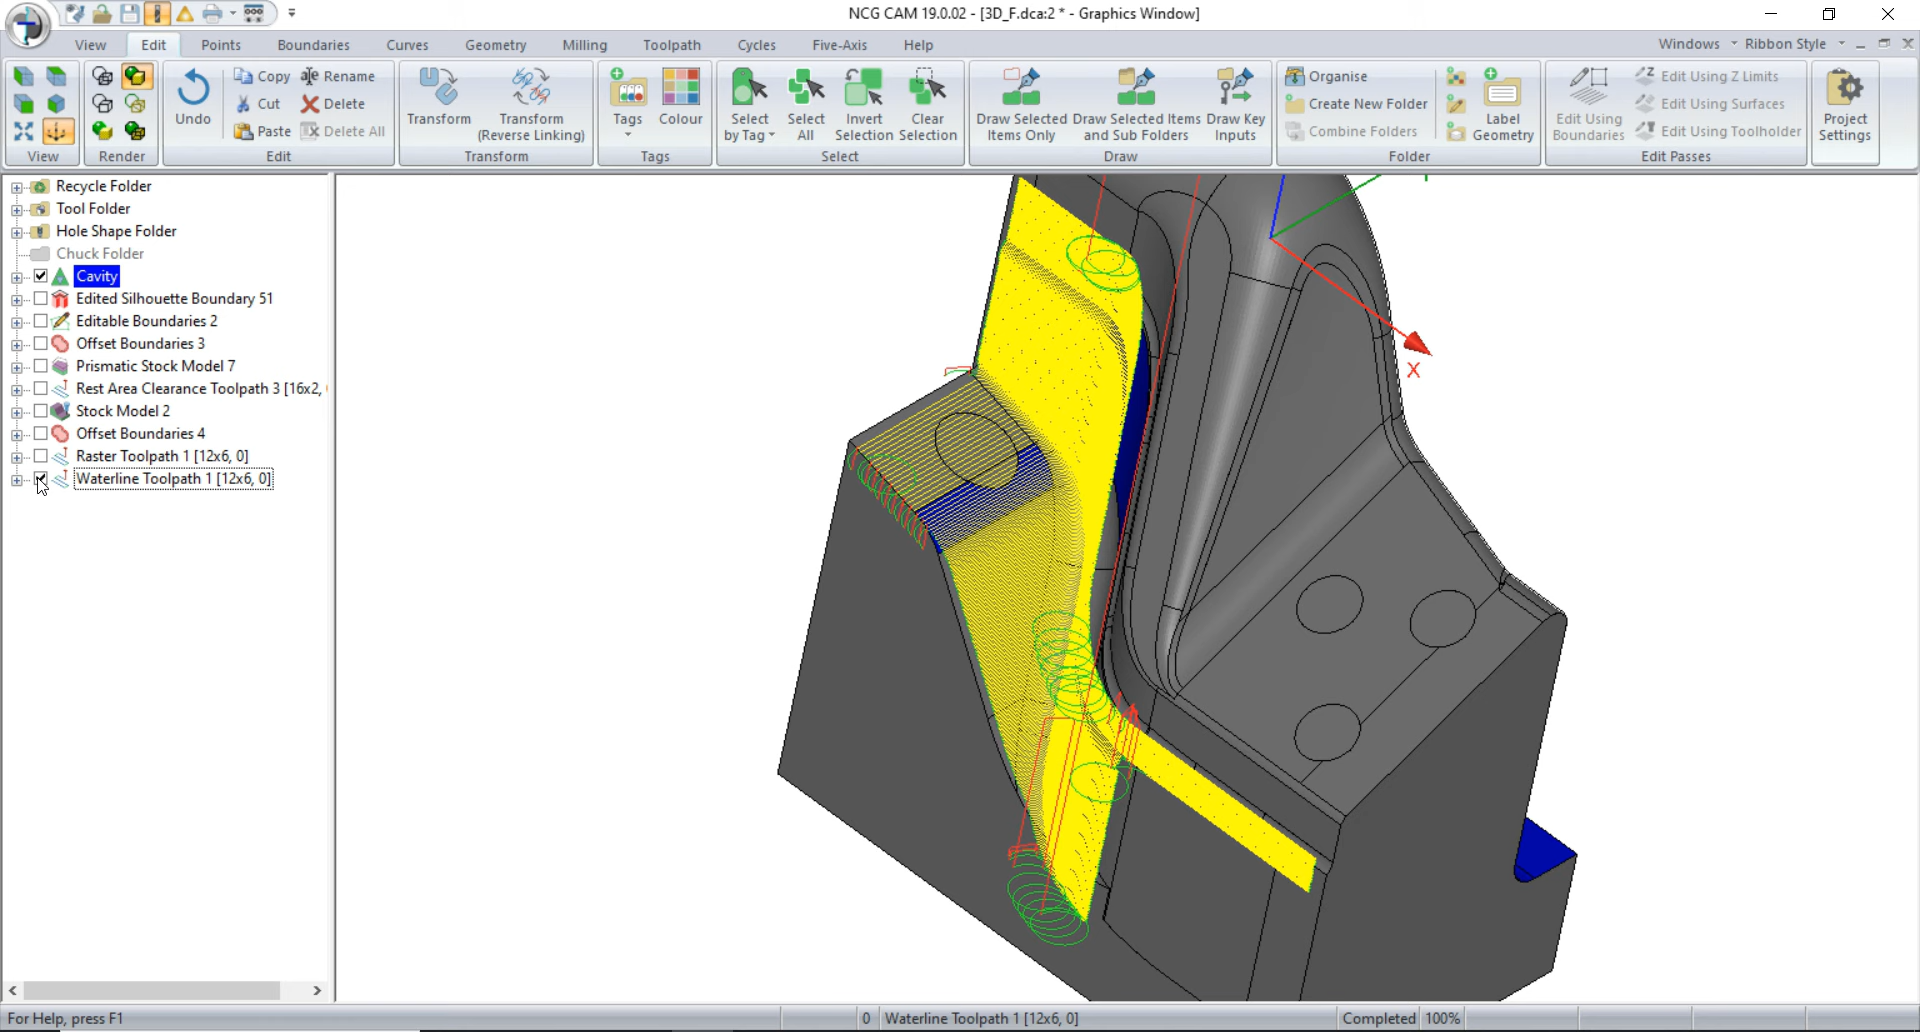 NCG CAM 19.0.02 - [3D_F.dca:2 * - Graphics Window]
View Edit Points Boundaries Curves Geometry Milling Toolpath Cycles Five-Axis Help Windows Ribbon Style
Undo
Copy
Rename
Cut
Delete
Paste
Delete All
Transform
Transform
(Reverse Linking)
Tags
Colour
Select
by Tag
Select
All
Invert
Selection
Clear
Selection
Draw Selected
Items Only
Draw Selected Items
and Sub Folders
Draw Key
Inputs
Organise
Create New Folder
Combine Folders
Label
Geometry
Edit Using
Boundaries
Edit Using Z Limits
Edit Using Surfaces
Edit Using Toolholder
Project
Settings
View Render Edit Transform Tags Select Draw Folder Edit Passes
Recycle Folder
Tool Folder
Hole Shape Folder
Chuck Folder
Cavity
Edited Silhouette Boundary 51
Editable Boundaries 2
Offset Boundaries 3
Prismatic Stock Model 7
Rest Area Clearance Toolpath 3 [16x2,
Stock Model 2
Offset Boundaries 4
Raster Toolpath 1 [12x6, 0]
Waterline Toolpath 1 [12x6, 0]
X
For Help, press F1
0 Waterline Toolpath 1 [12x6, 0]
Completed 100%